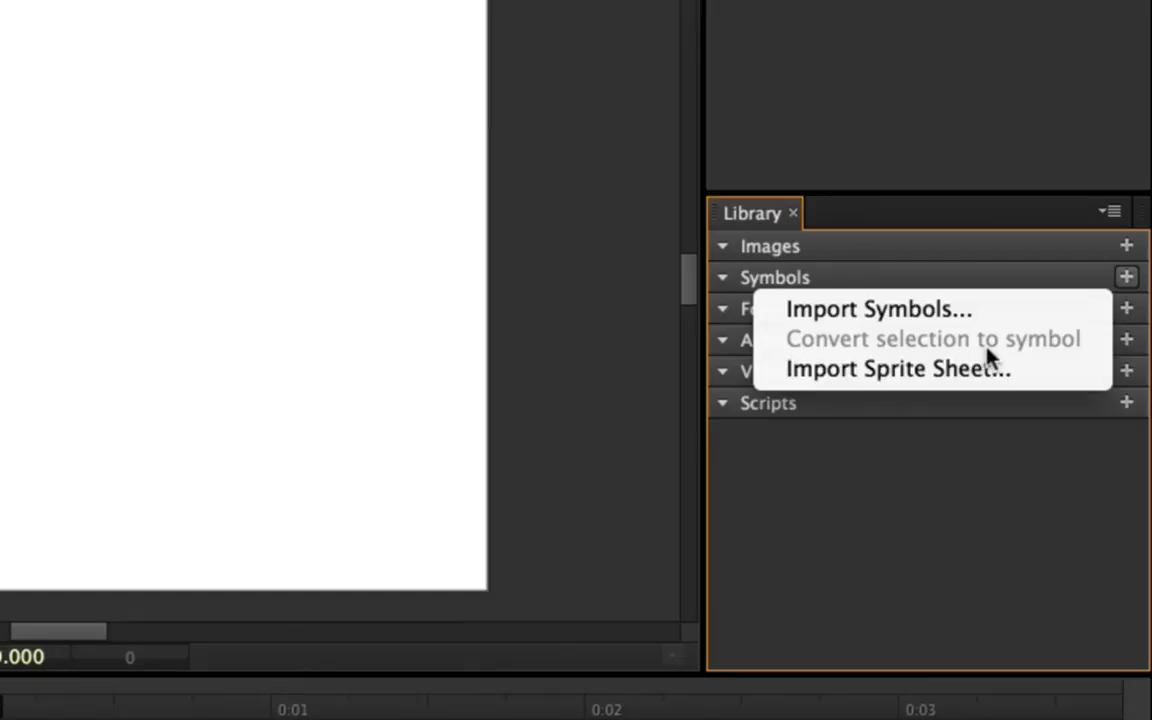 Library ×
Images
Symbols
Import Symbols...
Convert selection to symbol
Import Sprite Sheet...
Scripts
.000
0
0:01
0:02
0:03